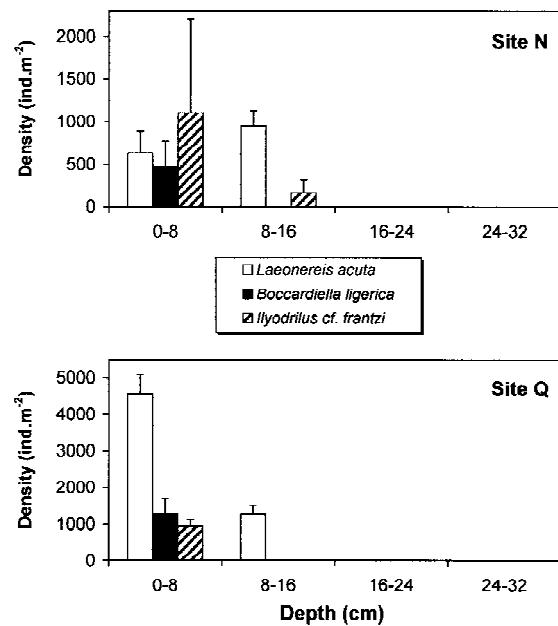 Site N
Density (ind.m-2)
2000
1500
1000
500
0
0-8 8-16 16-24 24-32
Laeonereis acuta
Boccardiella ligerica
Ilyodrilus cf. frantzi
Site Q
Density (ind.m-2)
5000
4000
3000
2000
1000
0
0-8 8-16 16-24 24-32
Depth (cm)